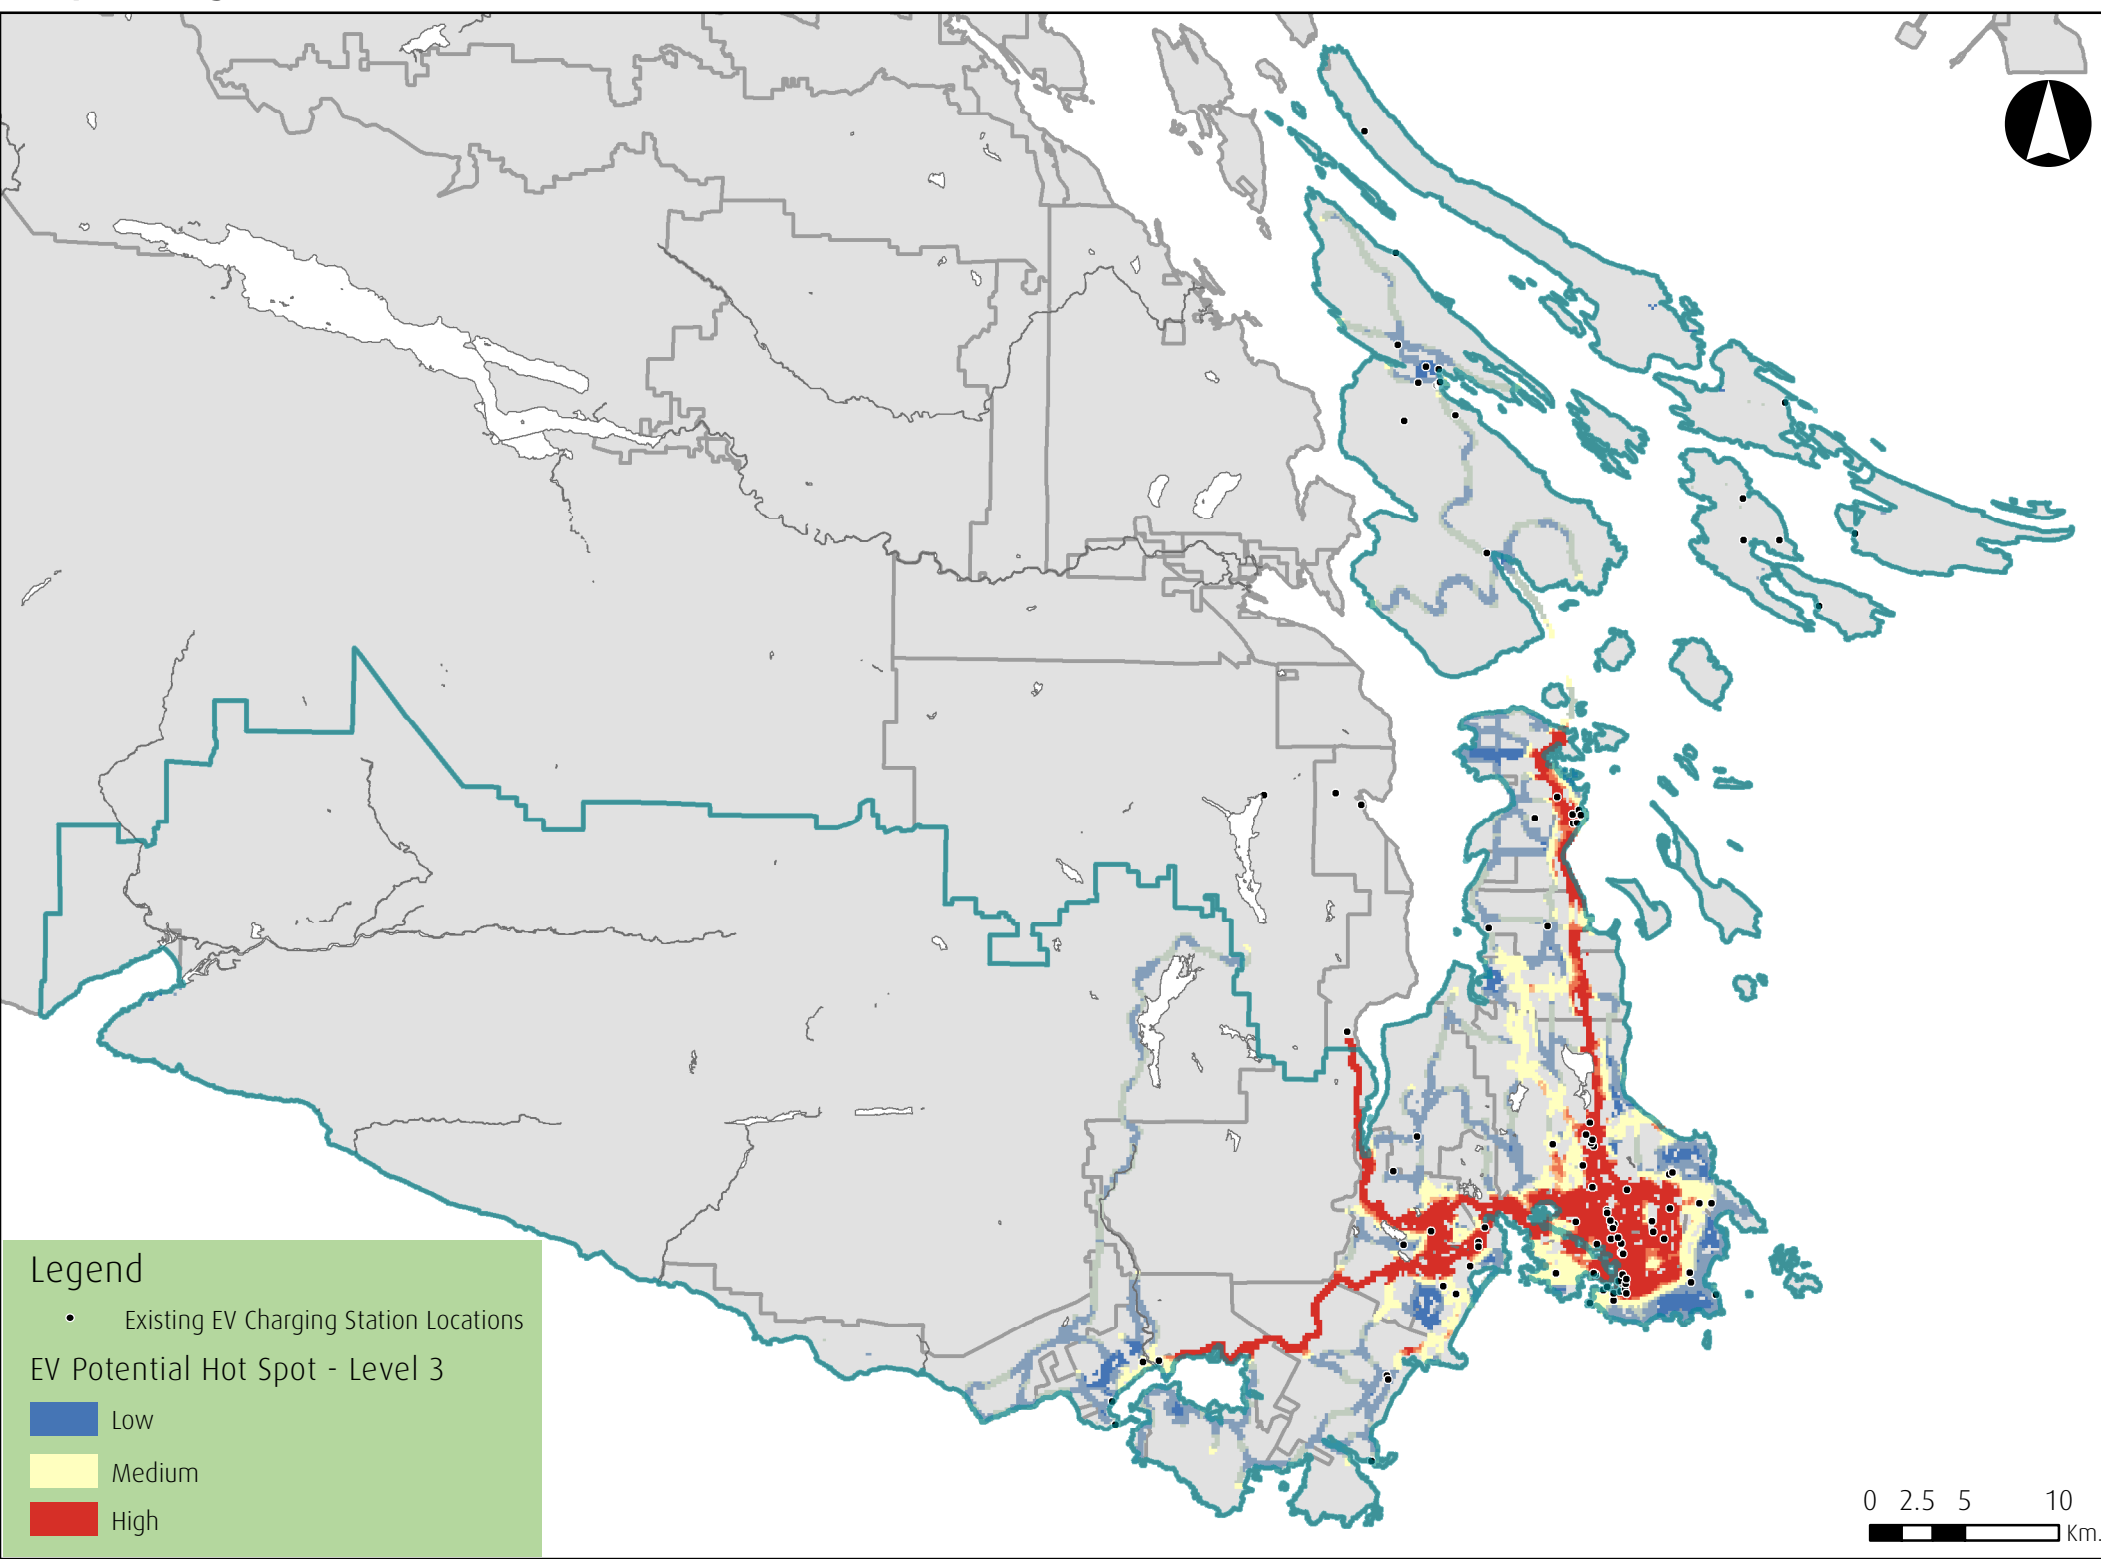 Legend
Existing EV Charging Station Locations
EV Potential Hot Spot - Level 3
Low
Medium
High
0 2.5 5 10
Km.